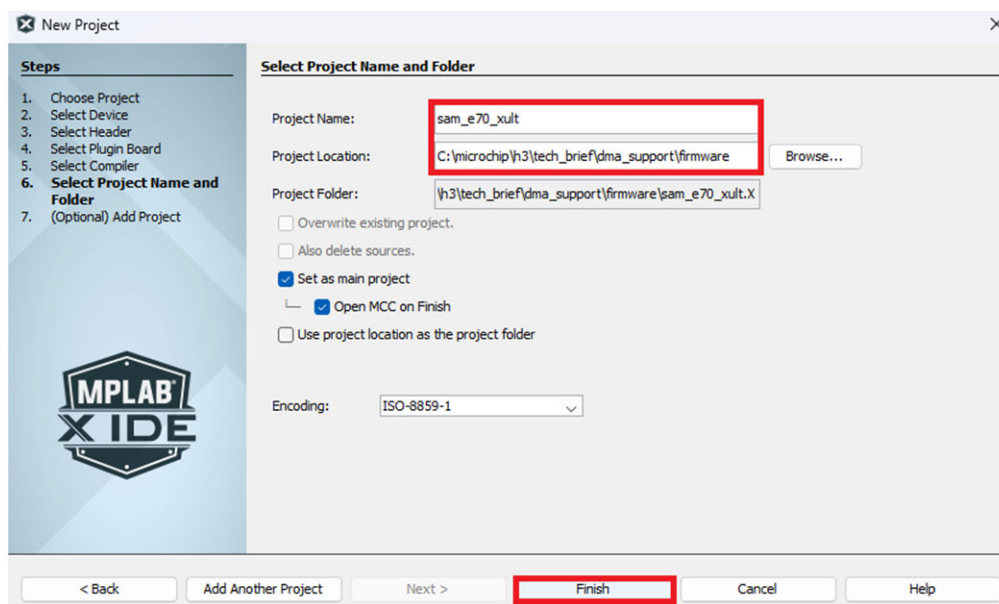 New Project
Steps
1. Choose Project
2. Select Device
3. Select Header
4. Select Plugin Board
5. Select Compiler
6. Select Project Name and
Folder
7. (Optional) Add Project
MPLAB®
X IDE
Select Project Name and Folder
Project Name: sam_e70_xult
Project Location: C:\microchip\h3\tech_brief\dma_support\firmware Browse...
Project Folder: \h3\tech_brief\dma_support\firmware\sam_e70_xult.X
Overwrite existing project.
Also delete sources.
Set as main project
Open MCC on Finish
Use project location as the project folder
Encoding: ISO-8859-1
< Back Add Another Project Next > Finish Cancel Help